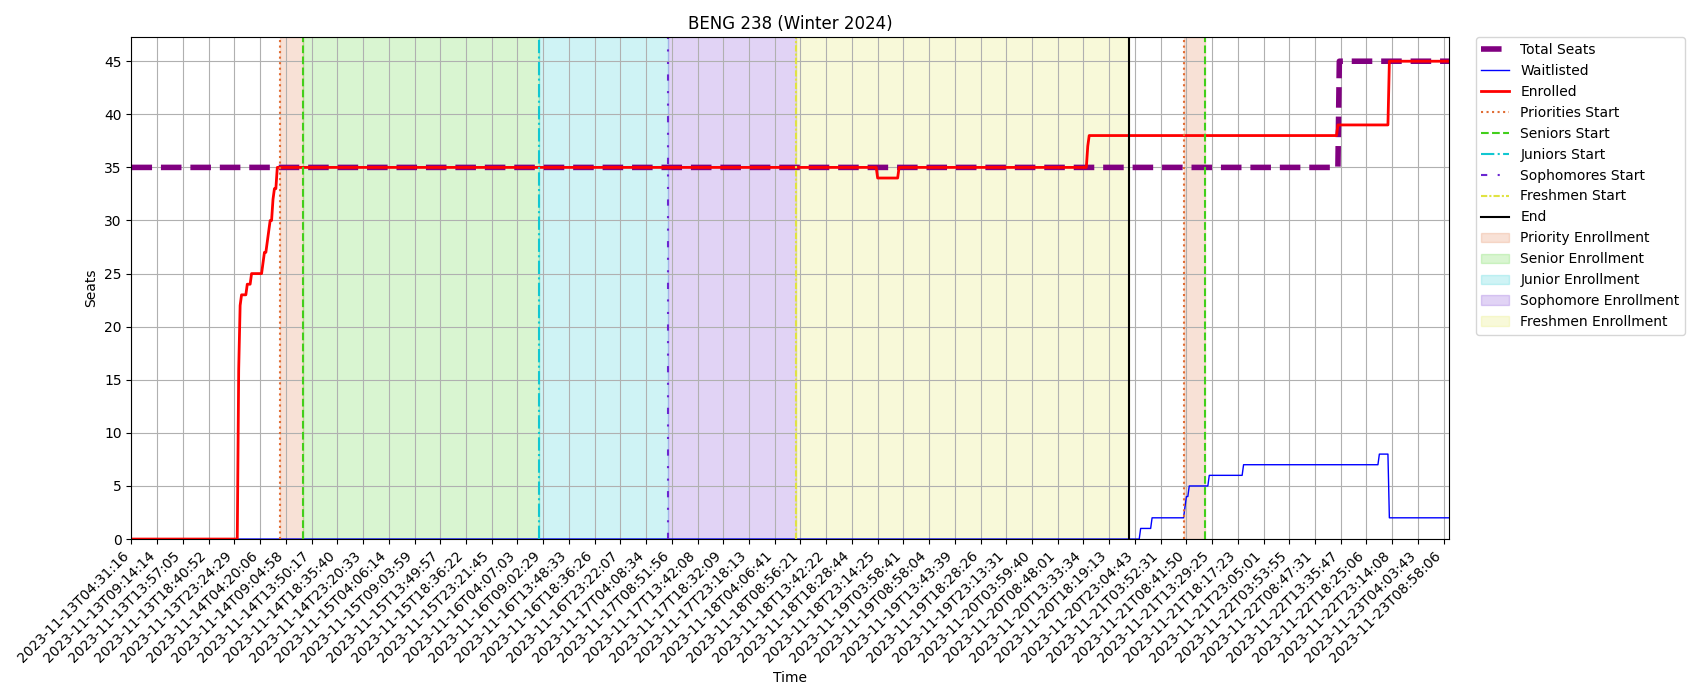 BENG 238 (Winter 2024)
Seats
45
40
35
30
25
20
15
10
5
0
2023-11-13T04:31:16
2023-11-13T09:14:14
2023-11-13T13:57:05
2023-11-13T18:40:52
2023-11-13T23:24:29
2023-11-14T04:20:06
2023-11-14T09:04:58
2023-11-14T13:50:17
2023-11-14T18:35:40
2023-11-14T23:20:33
2023-11-15T04:06:14
2023-11-15T09:03:59
2023-11-15T13:49:57
2023-11-15T18:36:22
2023-11-15T23:21:45
2023-11-16T04:07:03
2023-11-16T09:02:29
2023-11-16T13:48:33
2023-11-16T18:36:26
2023-11-16T23:22:07
2023-11-17T04:08:34
2023-11-17T08:51:56
2023-11-17T13:42:08
2023-11-17T18:32:09
2023-11-17T23:18:13
2023-11-18T04:06:41
2023-11-18T08:56:21
2023-11-18T13:42:22
2023-11-18T18:28:44
2023-11-18T23:14:25
2023-11-19T03:58:41
2023-11-19T08:58:04
2023-11-19T13:43:39
2023-11-19T18:28:26
2023-11-19T23:13:31
2023-11-20T03:59:40
2023-11-20T08:48:01
2023-11-20T13:33:34
2023-11-20T18:19:13
2023-11-20T23:04:43
2023-11-21T03:52:31
2023-11-21T08:41:50
2023-11-21T13:29:25
2023-11-21T18:17:23
2023-11-21T23:05:01
2023-11-22T03:53:55
2023-11-22T08:47:31
2023-11-22T13:35:47
2023-11-22T18:25:06
2023-11-22T23:14:08
2023-11-23T04:03:43
2023-11-23T08:58:06
Time
Total Seats
Waitlisted
Enrolled
Priorities Start
Seniors Start
Juniors Start
Sophomores Start
Freshmen Start
End
Priority Enrollment
Senior Enrollment
Junior Enrollment
Sophomore Enrollment
Freshmen Enrollment